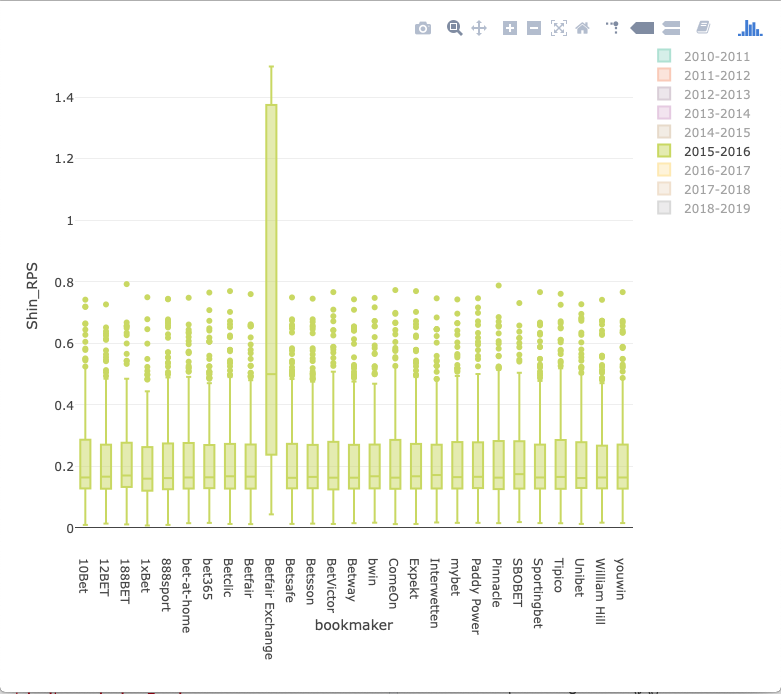 2010-2011
2011-2012
2012-2013
2013-2014
2014-2015
2015-2016
2016-2017
2017-2018
2018-2019
1.4
1.2
1
0.8
0.6
0.4
0.2
0
Shin_RPS
10Bet
12BET
188BET
1xBet
888sport
bet-at-home
bet365
Betclic
Betfair
Betfair Exchange
Betsafe
Betsson
BetVictor
Betway
bwin
ComeOn
Expekt
Interwetten
mybet
Paddy Power
Pinnacle
SBOBET
Sportingbet
Tipico
Unibet
William Hill
youwin
bookmaker